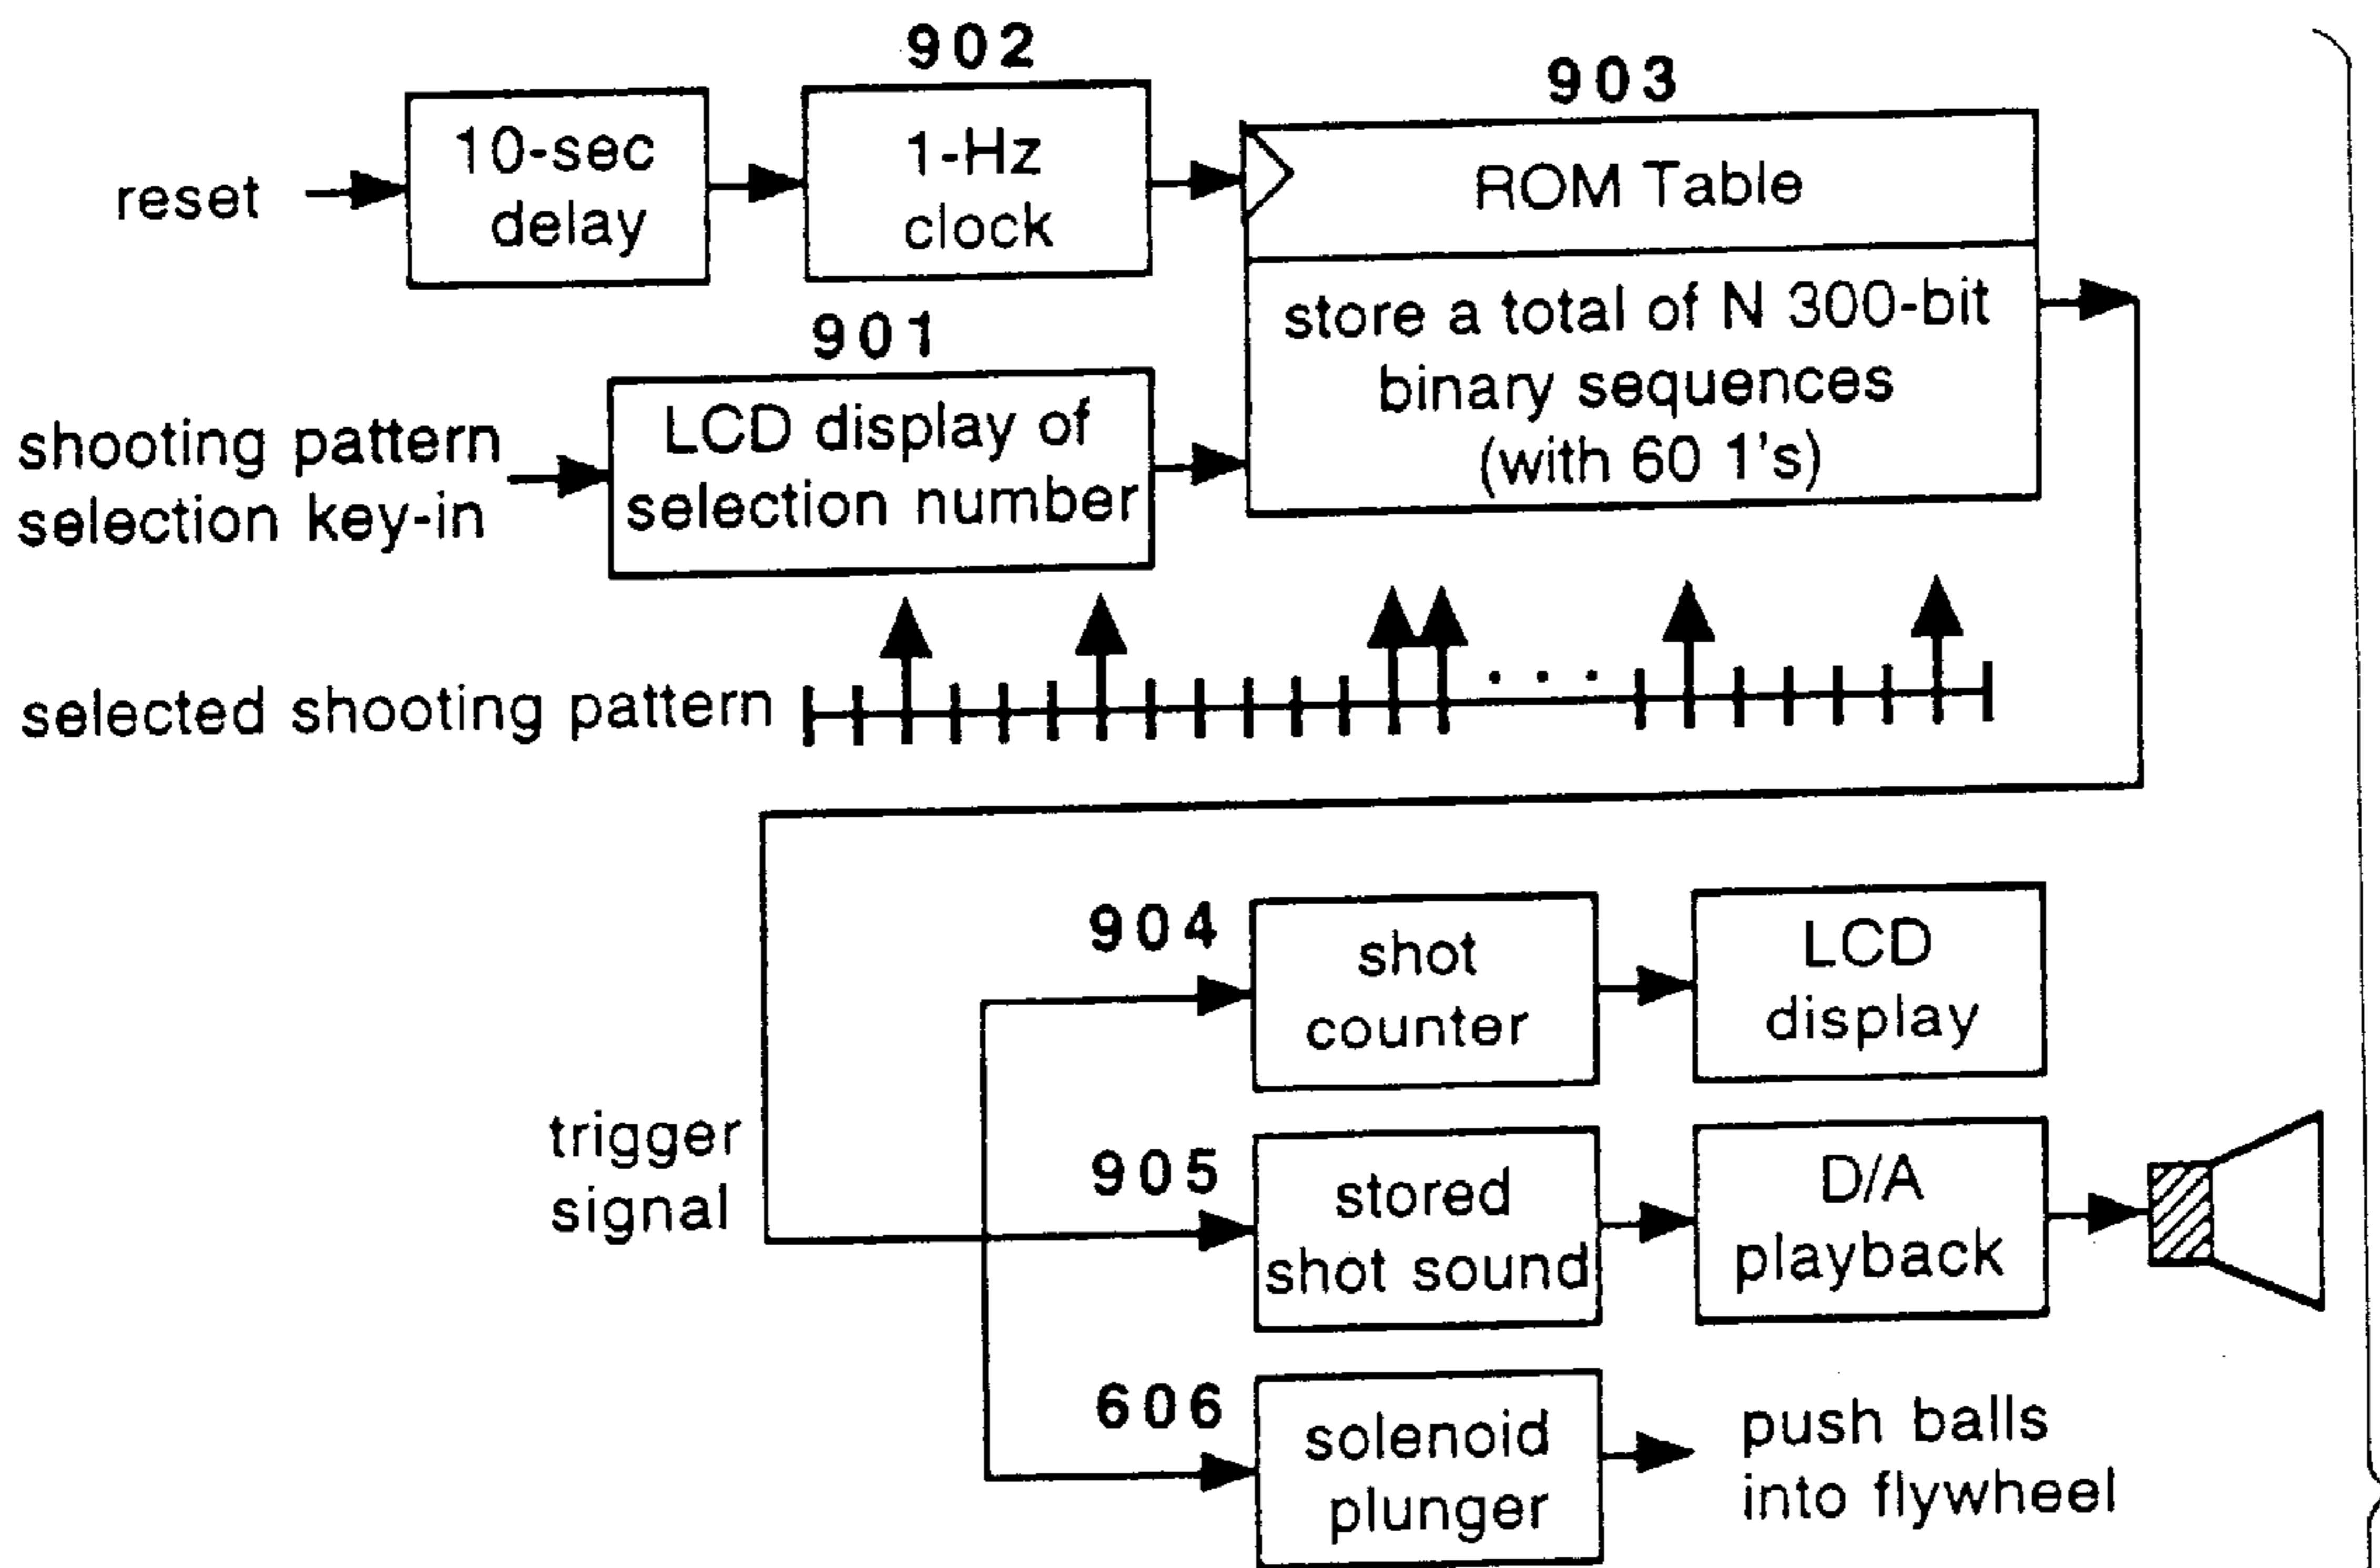 902
903
10-sec
delay
1-Hz
clock
reset
ROM Table
store a total of N 300-bit
binary sequences
(with 60 1's)
901
LCD display of
selection number
shooting pattern
selection key-in
selected shooting pattern
. . .
904
shot
counter
LCD
display
trigger
signal
905
stored
shot sound
D/A
playback
606
solenoid
plunger
push balls
into flywheel